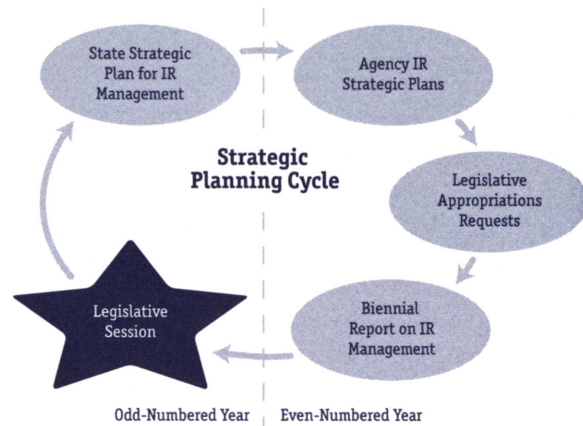 State Strategic
Plan for IR
Management
Agency IR
Strategic Plans
Strategic
Planning Cycle
Legislative
Appropriations
Requests
Legislative
Session
Biennial
Report on IR
Management
Odd-Numbered Year
Even-Numbered Year